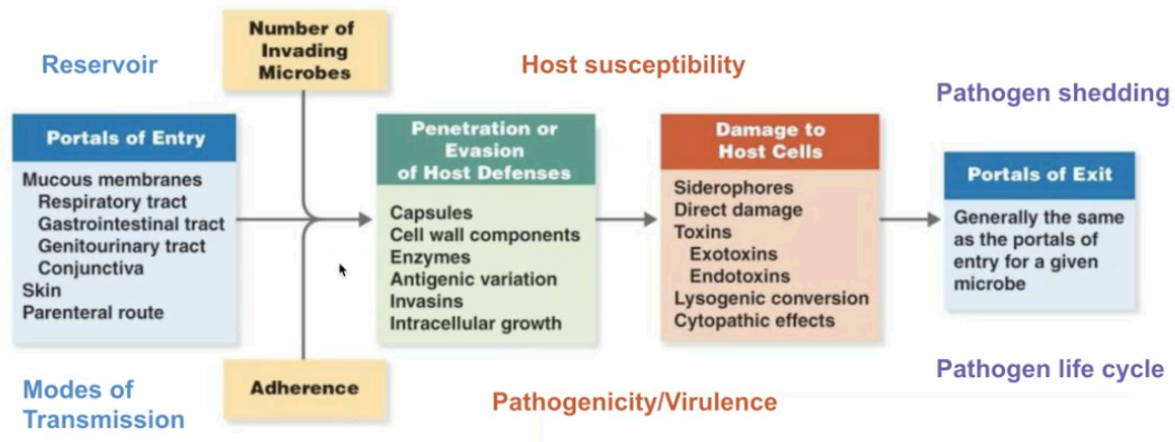 Reservoir
Number of
Invading
Microbes
Host susceptibility
Pathogen shedding
Portals of Entry
Mucous membranes
Respiratory tract
Gastrointestinal tract
Genitourinary tract
Conjunctiva
Skin
Parenteral route
Penetration or
Evasion
of Host Defenses
Capsules
Cell wall components
Enzymes
Antigenic variation
Invasins
Intracellular growth
Damage to
Host Cells
Siderophores
Direct damage
Toxins
Exotoxins
Endotoxins
Lysogenic conversion
Cytopathic effects
Portals of Exit
Generally the same
as the portals of
entry for a given
microbe
Modes of
Transmission
Adherence
Pathogenicity/Virulence
Pathogen life cycle